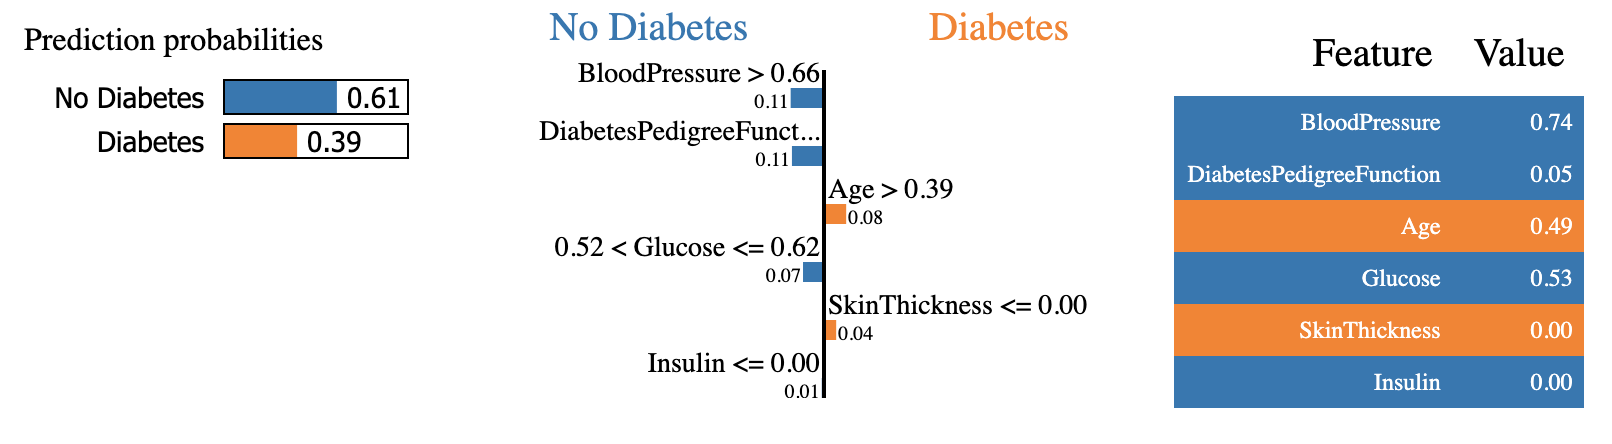 Prediction probabilities
No Diabetes 0.61
Diabetes 0.39
No Diabetes Diabetes
BloodPressure > 0.66
0.11
DiabetesPedigreeFunct...
0.11
Age > 0.39
0.08
0.52 < Glucose <= 0.62
0.07
SkinThickness <= 0.00
0.04
Insulin <= 0.00
0.01
Feature Value
BloodPressure 0.74
DiabetesPedigreeFunction 0.05
Age 0.49
Glucose 0.53
SkinThickness 0.00
Insulin 0.00